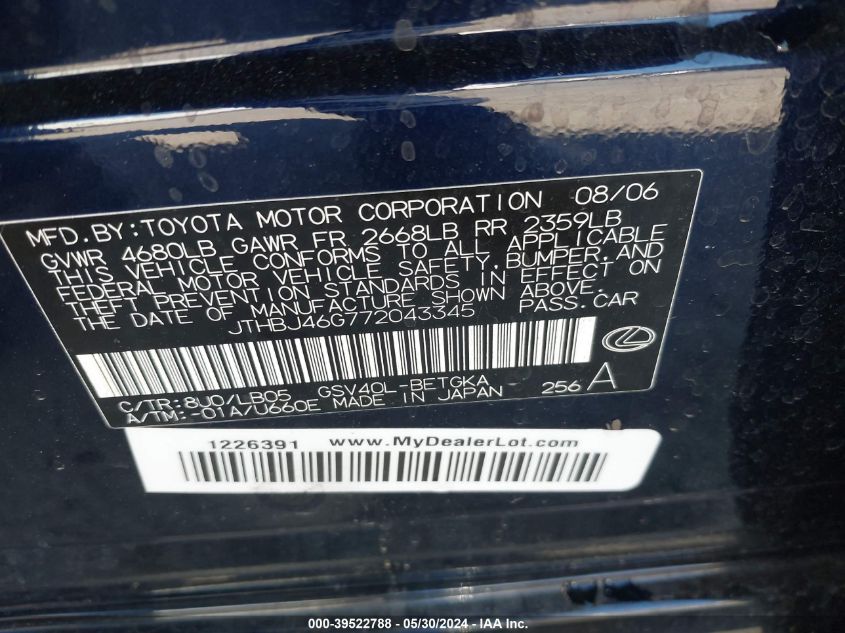 MFD.BY:TOYOTA MOTOR CORPORATION 08/06
GVWR 4680LB GAWR FR 2668LB RR 2359LB
THIS VEHICLE CONFORMS TO ALL APPLICABLE
FEDERAL MOTOR VEHICLE SAFETY,BUMPER,AND
THEFT PREVENTION STANDARDS IN EFFECT ON
THE DATE OF MANUFACTURE SHOWN ABOVE.
JTHBJ46G772043345 PASS.CAR
C/TR:8U0/LB05 GSV40L-BETGKA 256 A
A/TM:-01A/U660E MADE IN JAPAN
1226391 www.MyDealerLot.com
000-39522788 - 05/30/2024 - www.IAAI.com